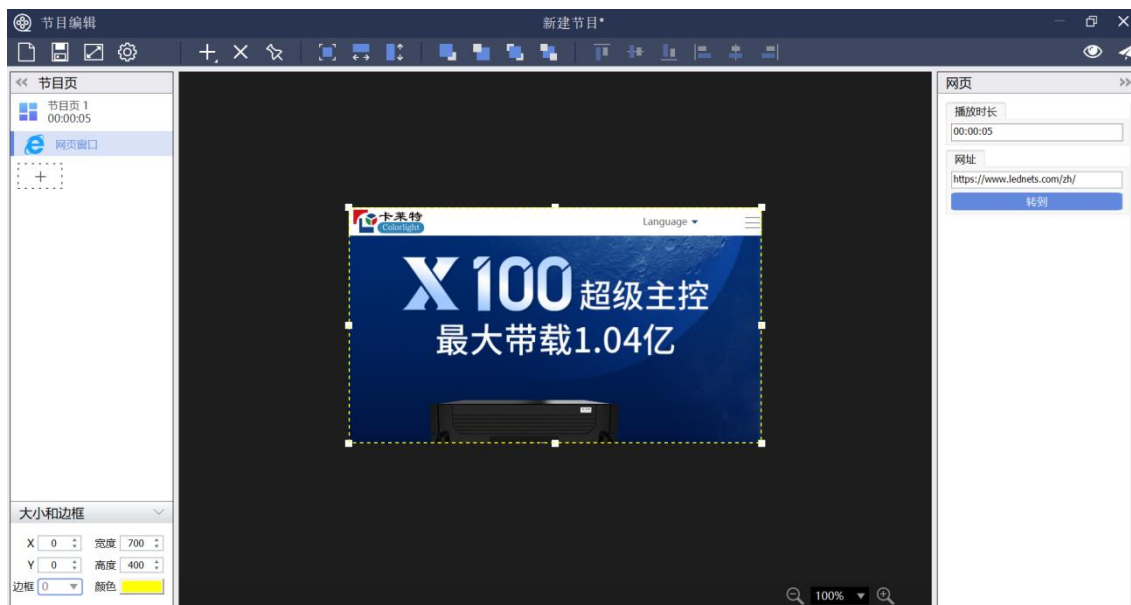 节目编辑
新建节目*
节目页
节目页 1
00:00:05
网页窗口
卡莱特
Colorlight
Language
X100超级主控
最大带载1.04亿
网页
播放时长
00:00:05
网址
https://www.lednets.com/zh/
转到
大小和边框
X 0 宽度 700
Y 0 高度 400
边框 0 颜色
100%